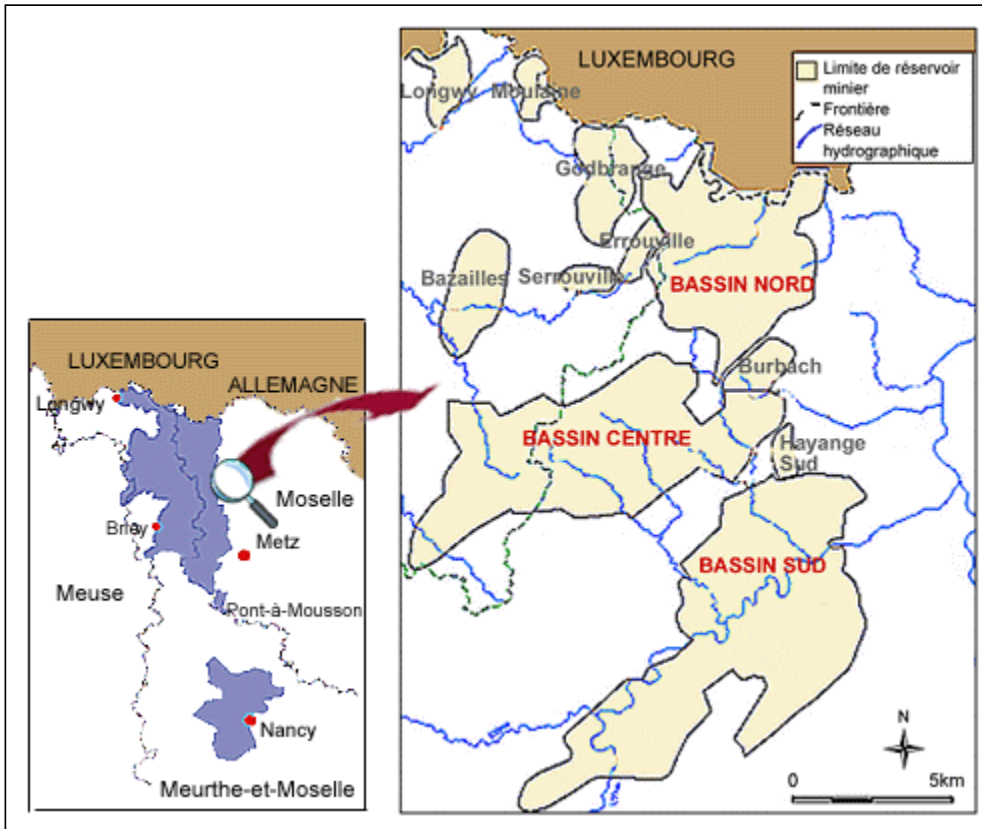 LUXEMBOURG
ALLEMAGNE
Longwy
Moselle
Briey
Metz
Meuse
Pont-à-Mousson
Nancy
Meurthe-et-Moselle
LUXEMBOURG
Limite de réservoir
minier
Frontière
Réseau
hydrographique
Longwy
Moulaine
Godbrange
Errouville
Serrouville
Bazailles
BASSIN NORD
Burbach
BASSIN CENTRE
Hayange
Sud
BASSIN SUD
N
0 5km